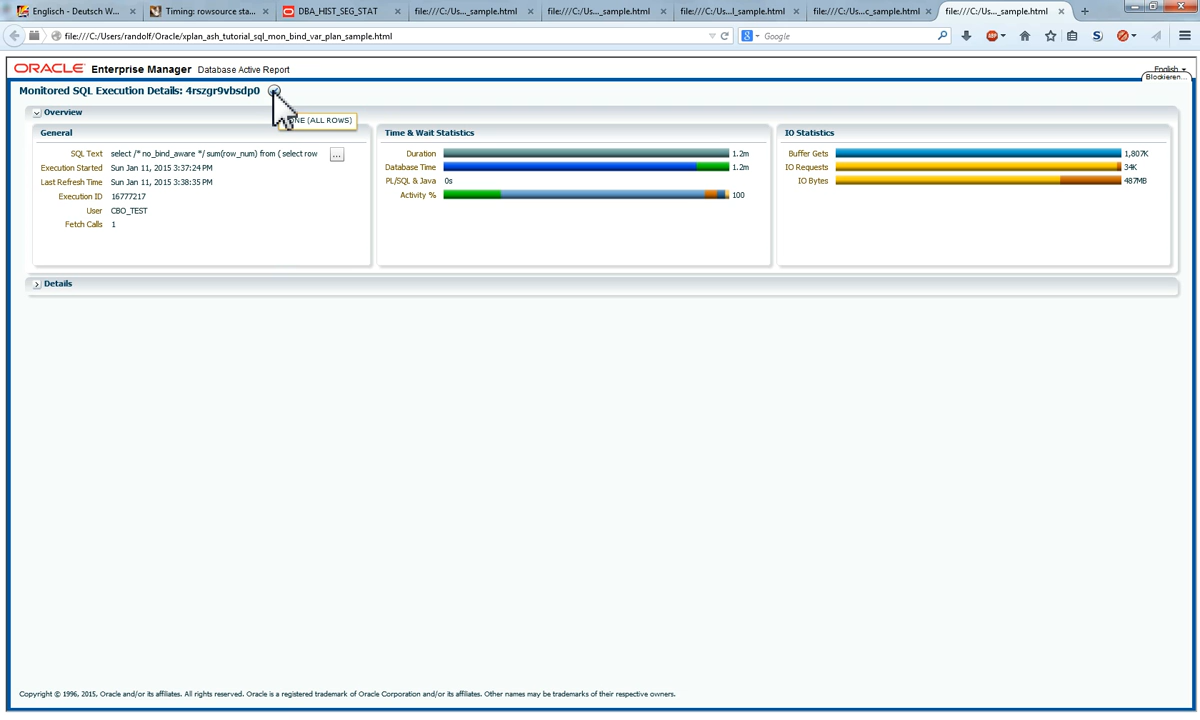 Englisch - Deutsch W...
Timing: rowsource sta...
DBA_HIST_SEG_STAT
file:///C:/Us..._sample.html
file:///C:/Us..._sample.html
file:///C:/Us...l_sample.html
file:///C:/Us...c_sample.html
file:///C:/Us..._sample.html
file:///C:/Users/randolf/Oracle/xplan_ash_tutorial_sql_mon_bind_var_plan_sample.html
Google
ORACLE Enterprise Manager Database Active Report
English
Blockieren...
Monitored SQL Execution Details: 4rszgr9vbsdp0
(ALL ROWS)
Overview
General
SQL Text select /* no_bind_aware */ sum(row_num) from ( select row ...
Execution Started Sun Jan 11, 2015 3:37:24 PM
Last Refresh Time Sun Jan 11, 2015 3:38:35 PM
Execution ID 16777217
User CBO_TEST
Fetch Calls 1
Time & Wait Statistics
Duration 1.2m
Database Time 1.2m
PL/SQL & Java 0s
Activity % 100
IO Statistics
Buffer Gets 1,807K
IO Requests 34K
IO Bytes 487MB
Details
Copyright © 1996, 2015, Oracle and/or its affiliates. All rights reserved. Oracle is a registered trademark of Oracle Corporation and/or its affiliates. Other names may be trademarks of their respective owners.